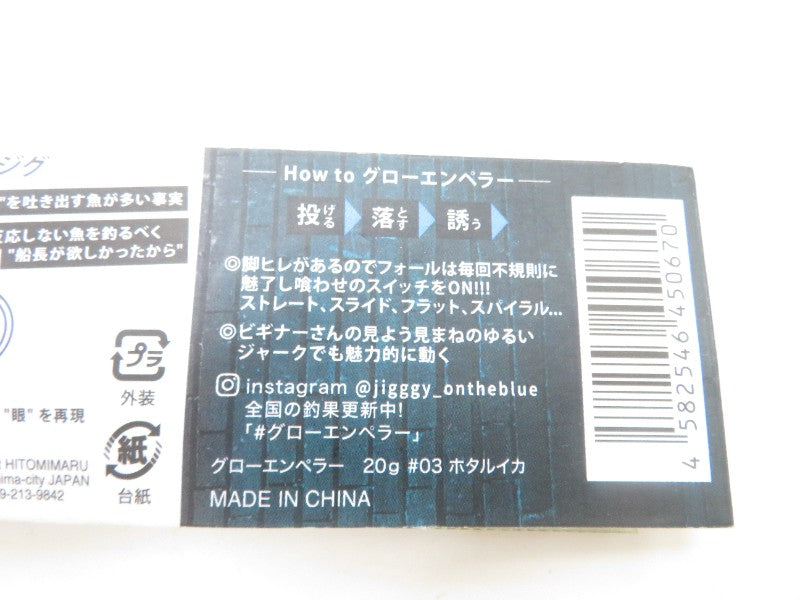 ジグ
"を吐き出す魚が多い事実
応しない魚を釣るべく
"船長が欲しかったから"
プラ
外装
"眼" を再現
紙
台紙
HITOMIMARU
ima-city JAPAN
9-213-9842
How to グローエンペラー
投げる 落とす 誘う
◎脚ヒレがあるのでフォールは毎回不規則に
魅了し喰わせのスイッチをON!!!
ストレート、スライド、フラット、スパイラル...
◎ビギナーさんの見よう見まねのゆるい
ジャークでも魅力的に動く
instagram @jigggy_ontheblue
全国の釣果更新中!
「#グローエンペラー」
グローエンペラー 20g #03 ホタルイカ
MADE IN CHINA
4 582546 450670